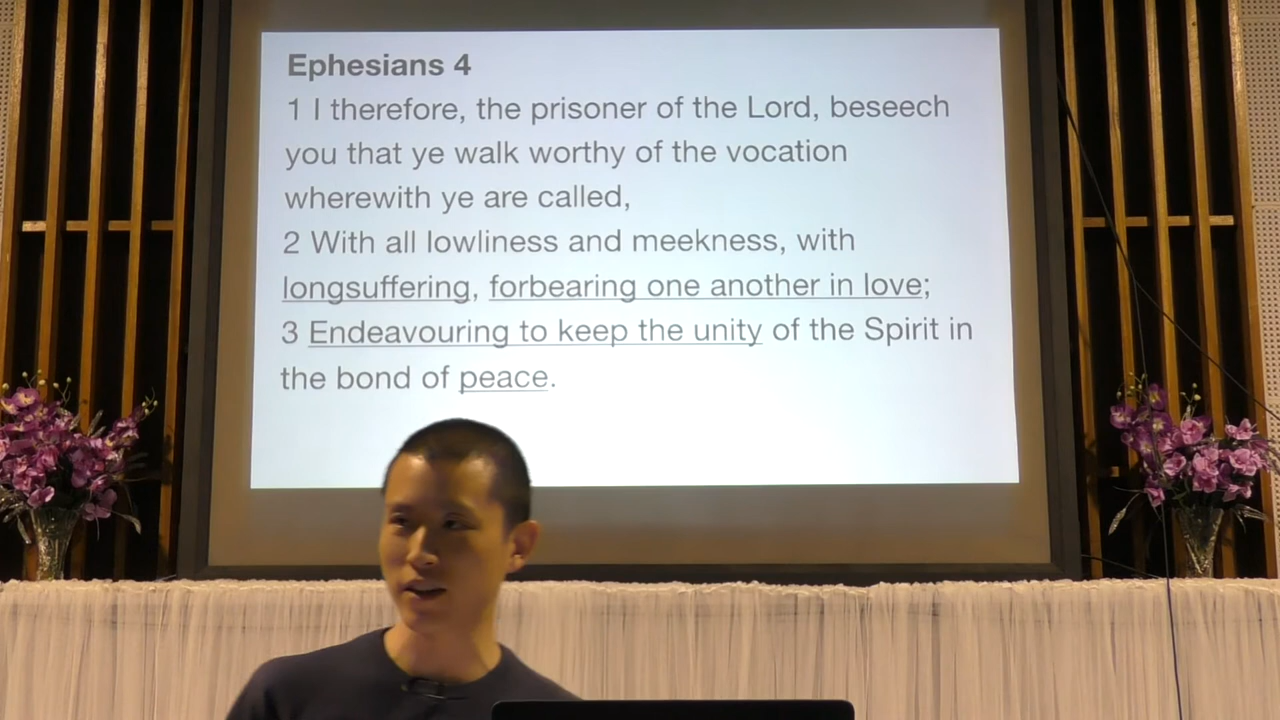 Ephesians 4
1 I therefore, the prisoner of the Lord, beseech
you that ye walk worthy of the vocation
wherewith ye are called,
2 With all lowliness and meekness, with
longsuffering, forbearing one another in love;
3 Endeavouring to keep the unity of the Spirit in
the bond of peace.